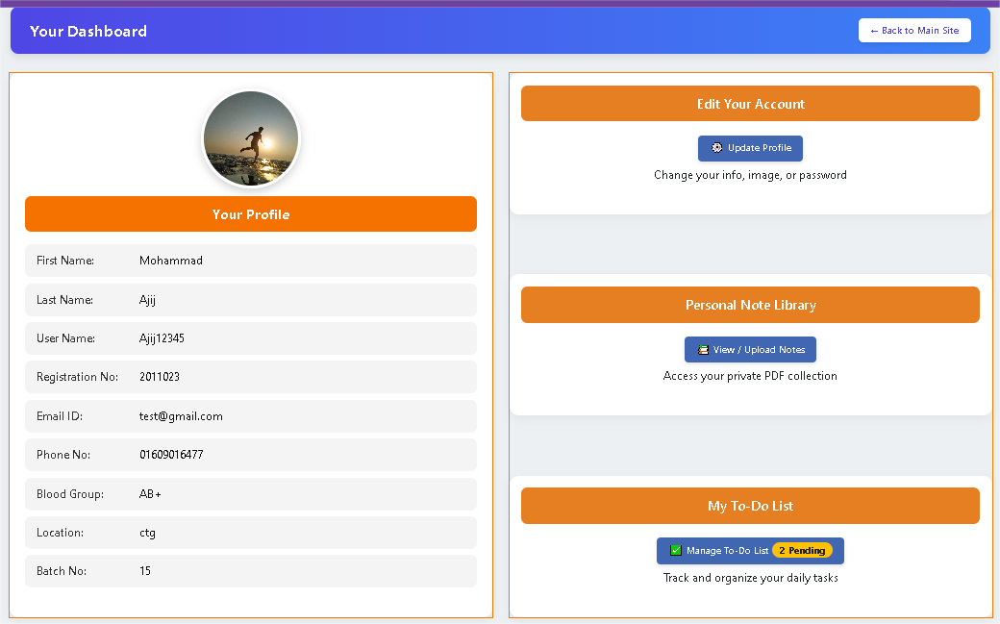 Your Dashboard
← Back to Main Site
Your Profile
First Name: Mohammad
Last Name: Ajij
User Name: Ajij12345
Registration No: 2011023
Email ID: test@gmail.com
Phone No: 01609016477
Blood Group: AB+
Location: ctg
Batch No: 15
Edit Your Account
Update Profile
Change your info, image, or password
Personal Note Library
View / Upload Notes
Access your private PDF collection
My To-Do List
Manage To-Do List 2 Pending
Track and organize your daily tasks